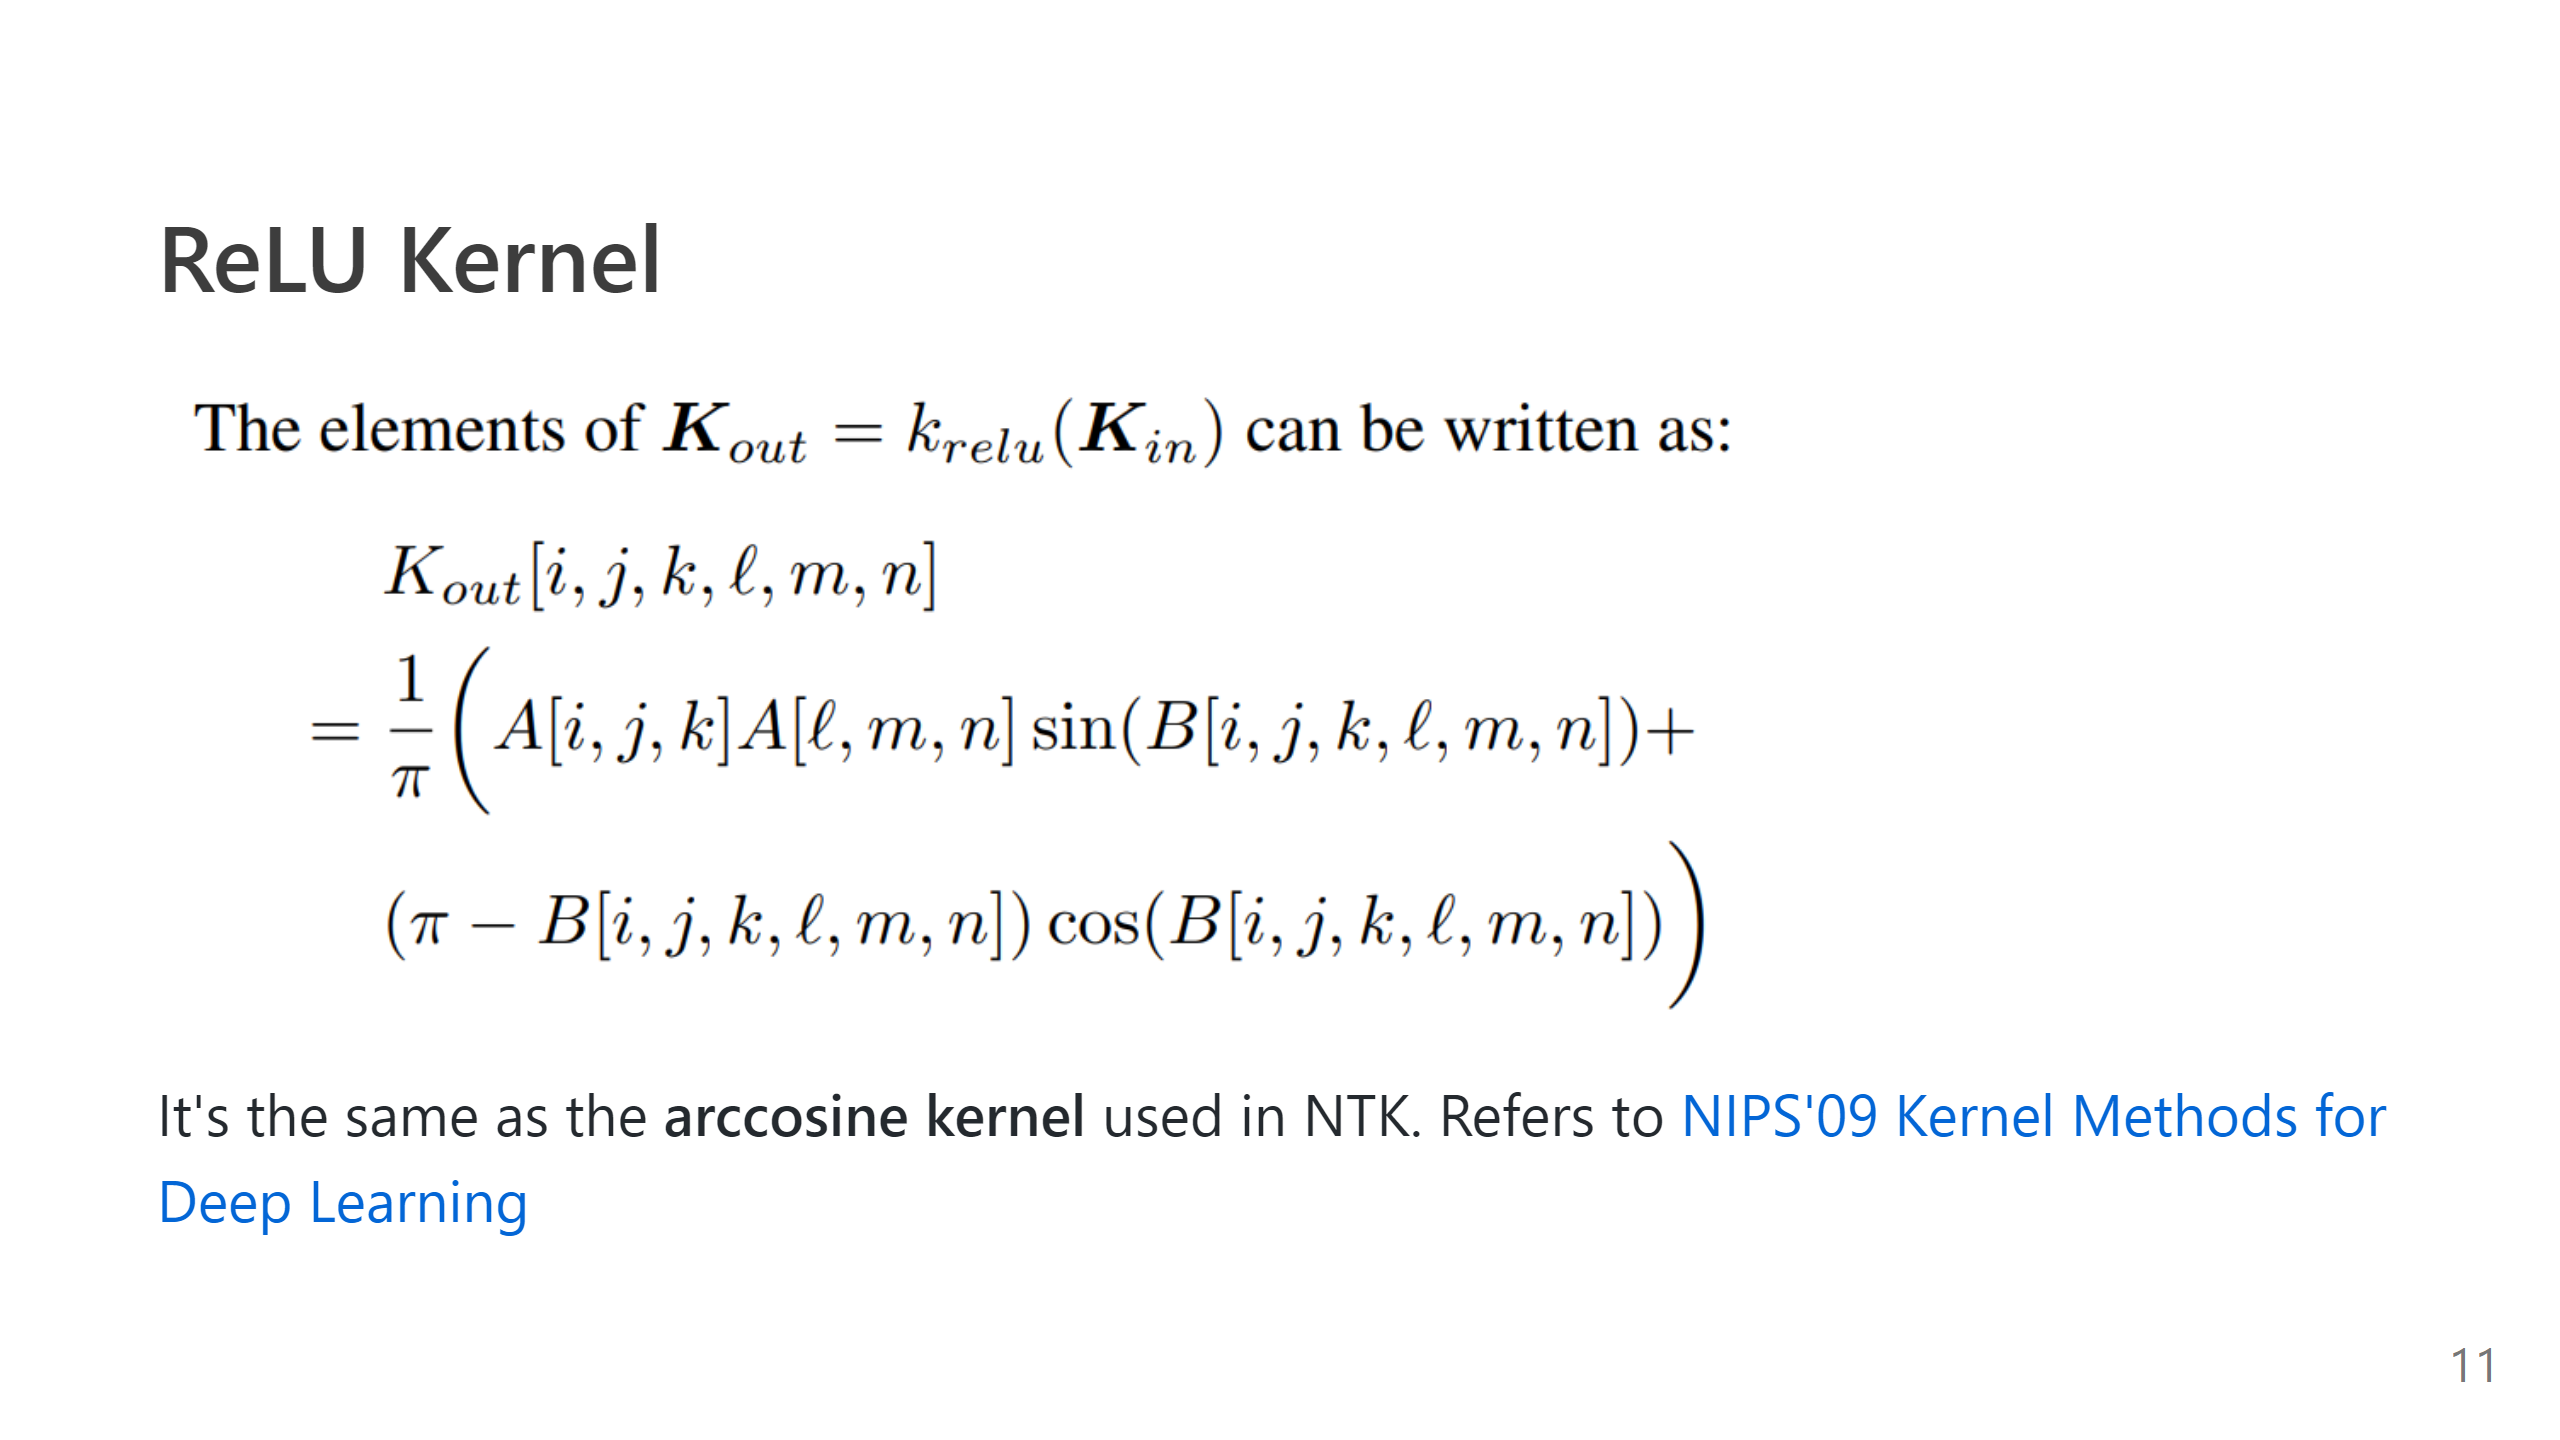 ReLU Kernel
The elements of K_out = k_relu(K_in) can be written as:
K_out[i, j, k, ℓ, m, n]
= 1/π ( A[i, j, k]A[ℓ, m, n] sin(B[i, j, k, ℓ, m, n])+
(π − B[i, j, k, ℓ, m, n]) cos(B[i, j, k, ℓ, m, n]) )
It's the same as the arccosine kernel used in NTK. Refers to NIPS'09 Kernel Methods for
Deep Learning
11